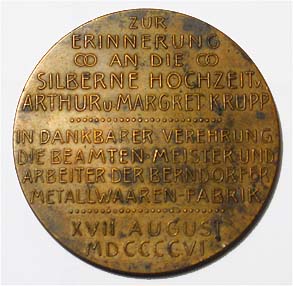 ZUR
ERINNERUNG
AN DIE
SILBERNE HOCHZEIT V.
ARTHUR U MARGRET KRUPP
IN DANKBARER VEREHRUNG
DIE BEAMTEN · MEISTER UND
ARBEITER DER BERNDORFER
METALLWAAREN-FABRIK
XVII. AUGUST
MDCCCCVI